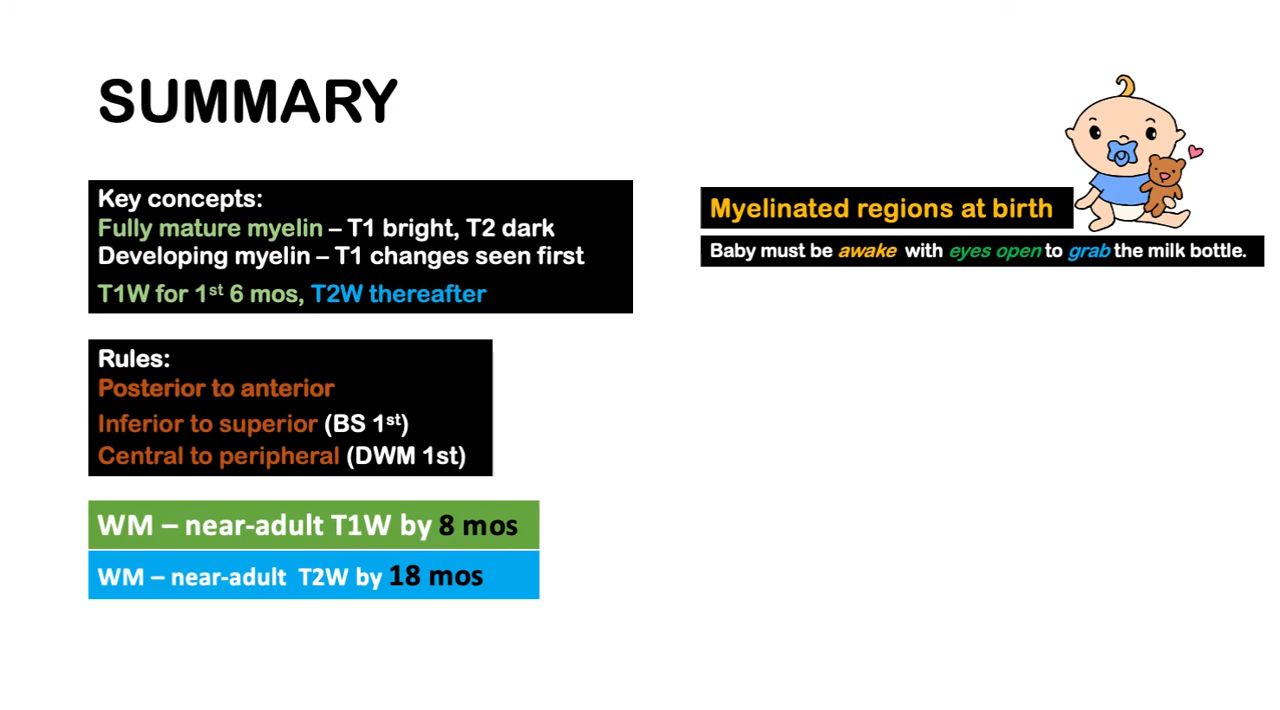 SUMMARY
Key concepts:
Fully mature myelin – T1 bright, T2 dark
Developing myelin – T1 changes seen first
T1W for 1st 6 mos, T2W thereafter
Rules:
Posterior to anterior
Inferior to superior (BS 1st)
Central to peripheral (DWM 1st)
WM – near-adult T1W by 8 mos
WM – near-adult T2W by 18 mos
Myelinated regions at birth
Baby must be awake with eyes open to grab the milk bottle.